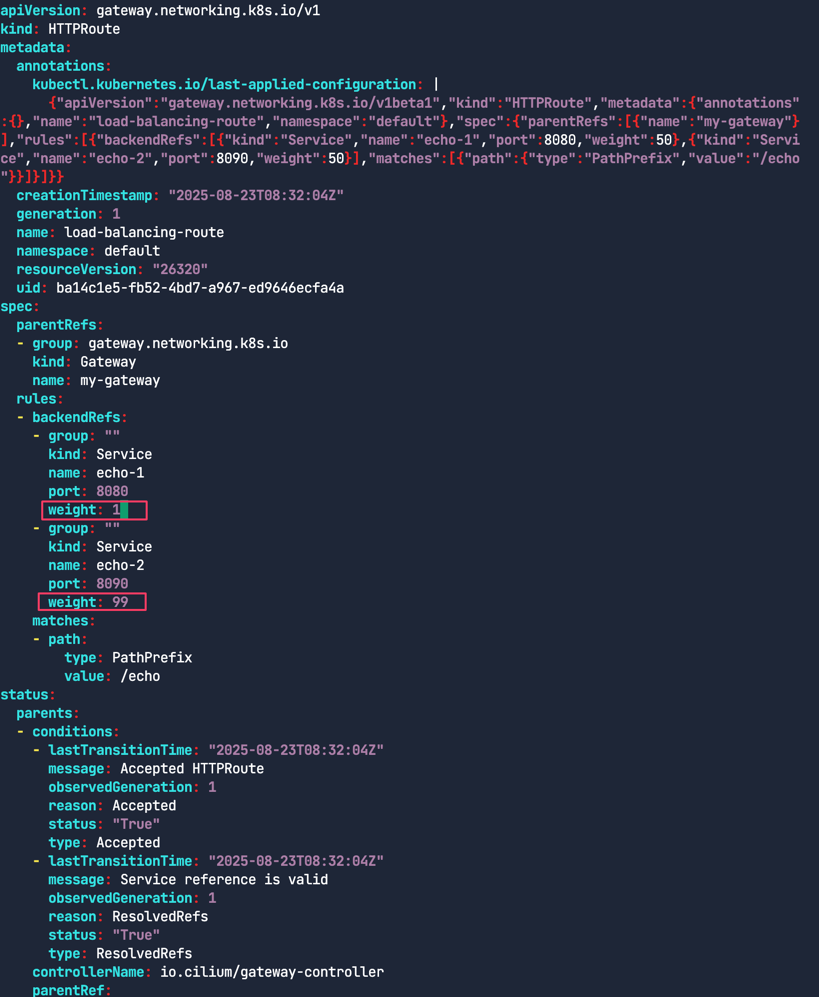 apiVersion: gateway.networking.k8s.io/v1
kind: HTTPRoute
metadata:
  annotations:
    kubectl.kubernetes.io/last-applied-configuration: |
      {"apiVersion":"gateway.networking.k8s.io/v1beta1","kind":"HTTPRoute","metadata":{"annotations"
:{},"name":"load-balancing-route","namespace":"default"},"spec":{"parentRefs":[{"name":"my-gateway"}
],"rules":[{"backendRefs":[{"kind":"Service","name":"echo-1","port":8080,"weight":50},{"kind":"Servi
ce","name":"echo-2","port":8090,"weight":50}],"matches":[{"path":{"type":"PathPrefix","value":"/echo
"}}]}]}}
  creationTimestamp: "2025-08-23T08:32:04Z"
  generation: 1
  name: load-balancing-route
  namespace: default
  resourceVersion: "26320"
  uid: ba14c1e5-fb52-4bd7-a967-ed9646ecfa4a
spec:
  parentRefs:
  - group: gateway.networking.k8s.io
    kind: Gateway
    name: my-gateway
  rules:
  - backendRefs:
    - group: ""
      kind: Service
      name: echo-1
      port: 8080
      weight: 1
    - group: ""
      kind: Service
      name: echo-2
      port: 8090
      weight: 99
    matches:
    - path:
        type: PathPrefix
        value: /echo
status:
  parents:
  - conditions:
    - lastTransitionTime: "2025-08-23T08:32:04Z"
      message: Accepted HTTPRoute
      observedGeneration: 1
      reason: Accepted
      status: "True"
      type: Accepted
    - lastTransitionTime: "2025-08-23T08:32:04Z"
      message: Service reference is valid
      observedGeneration: 1
      reason: ResolvedRefs
      status: "True"
      type: ResolvedRefs
    controllerName: io.cilium/gateway-controller
    parentRef: